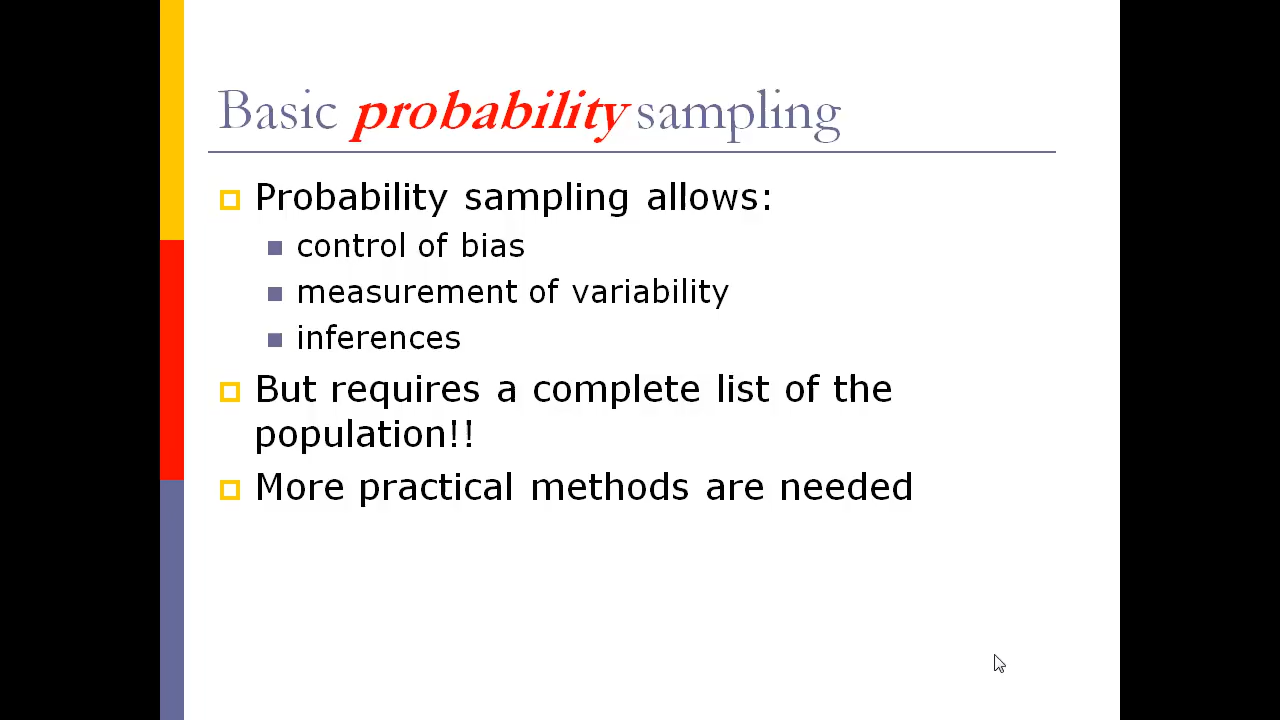 Basic probability sampling
Probability sampling allows:
control of bias
measurement of variability
inferences
But requires a complete list of the
population!!
More practical methods are needed